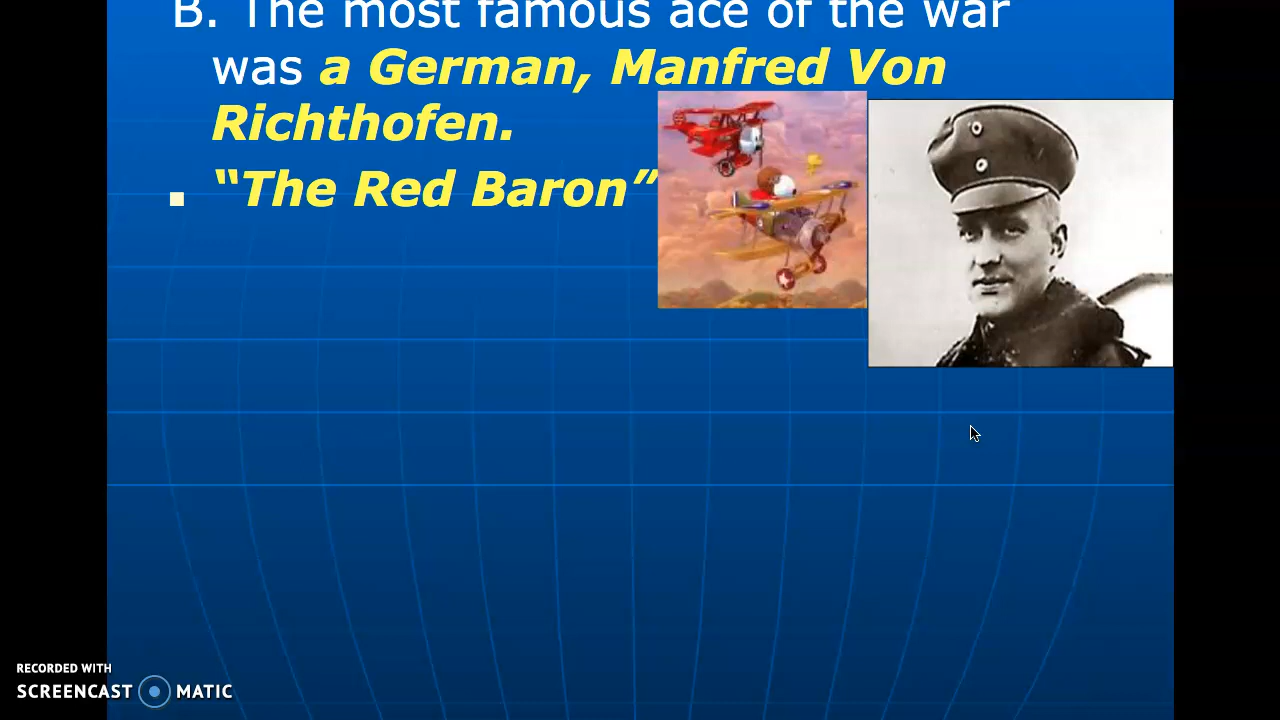 B. The most famous ace of the war
was a German, Manfred Von
Richthofen.
“The Red Baron”
RECORDED WITH
SCREENCAST MATIC